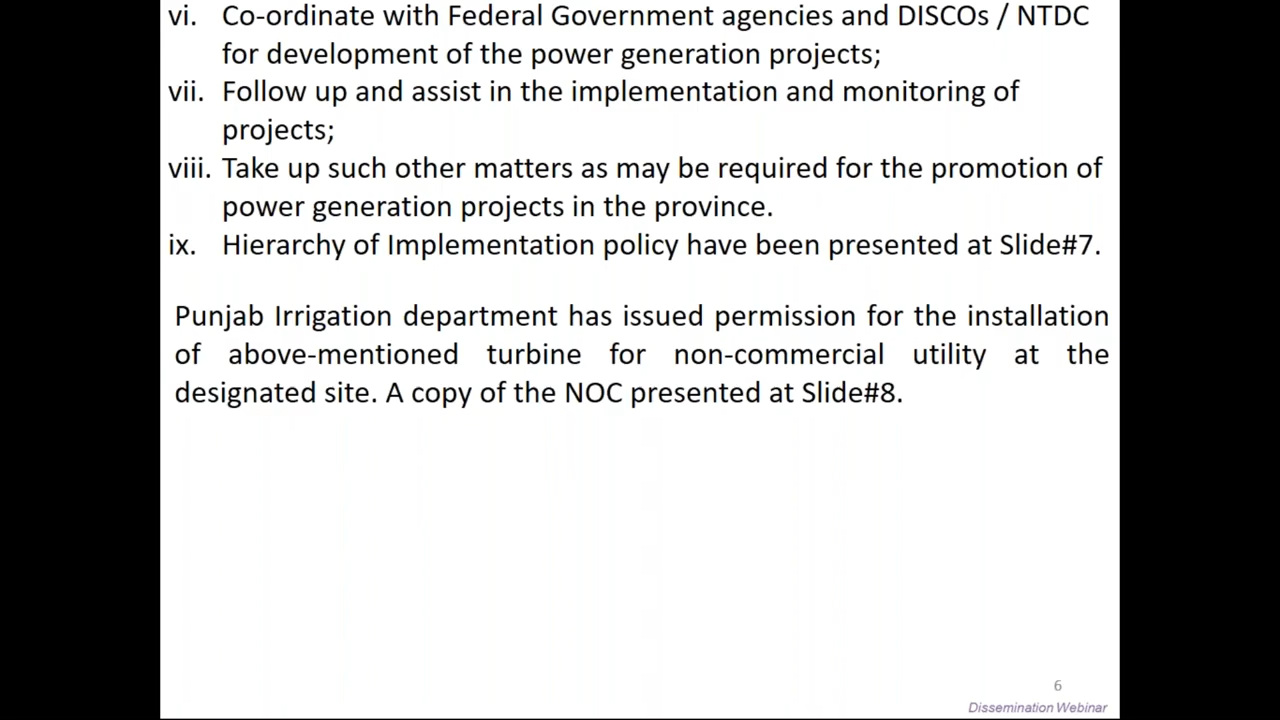 vi. Co-ordinate with Federal Government agencies and DISCOs / NTDC
for development of the power generation projects;
vii. Follow up and assist in the implementation and monitoring of
projects;
viii. Take up such other matters as may be required for the promotion of
power generation projects in the province.
ix. Hierarchy of Implementation policy have been presented at Slide#7.
Punjab Irrigation department has issued permission for the installation
of above-mentioned turbine for non-commercial utility at the
designated site. A copy of the NOC presented at Slide#8.
6
Dissemination Webinar